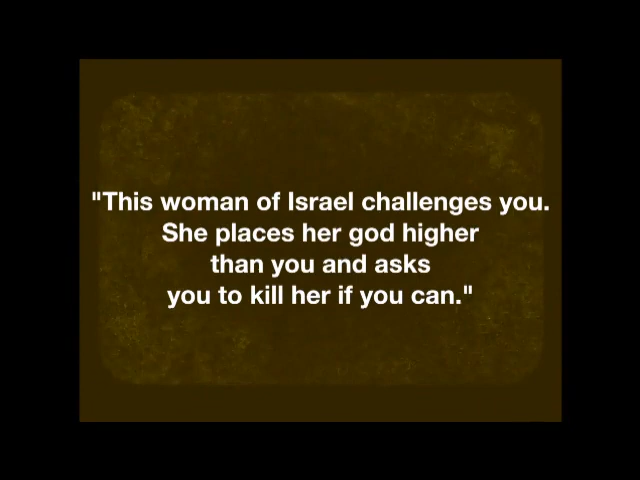 "This woman of Israel challenges you.
She places her god higher
than you and asks
you to kill her if you can."